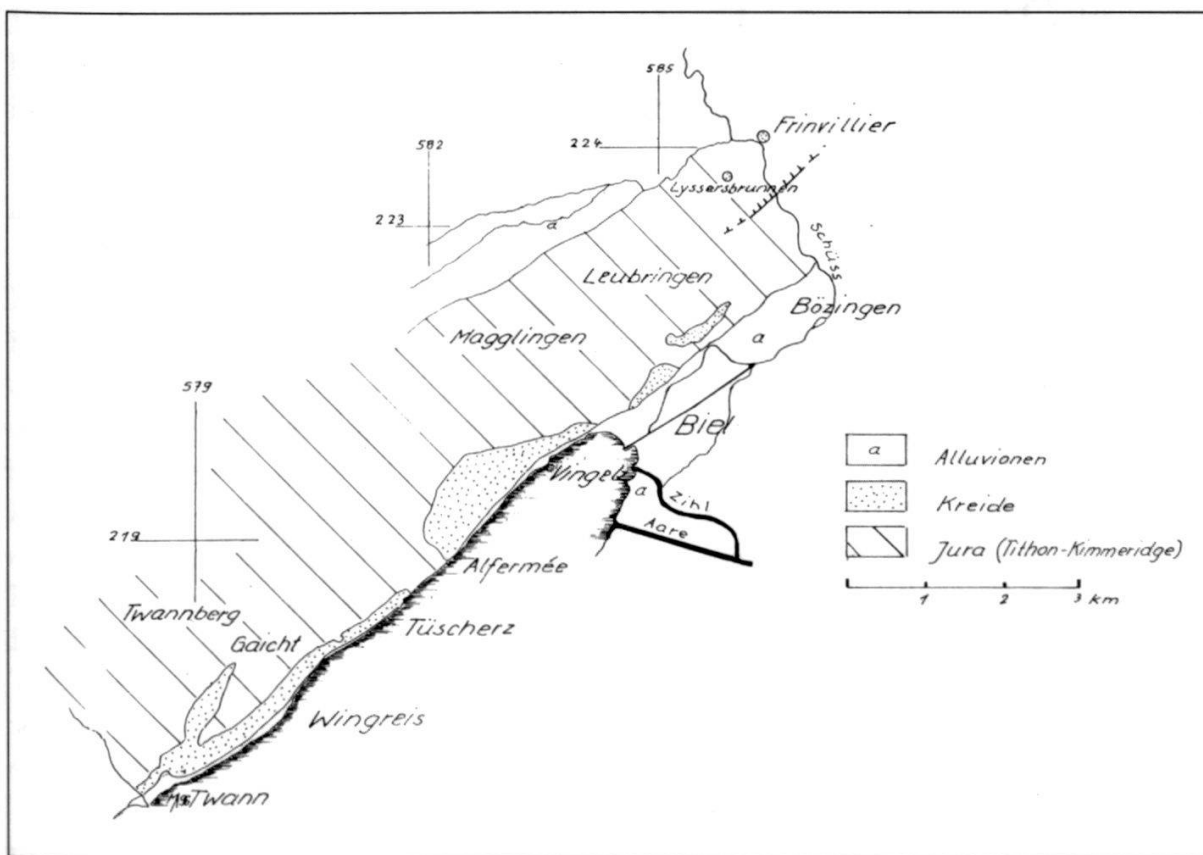 585
Frinvillier
224
582
Lyssersbrunnen
223
a
Schüss
Leubringen
Bözingen
Magglingen
a
579
Biel
a Alluvionen
Vingelz
a
Zihl
Kreide
Aare
219
Jura (Tithon-Kimmeridge)
Alfermée
1 2 3 km
Twannberg
Tüscherz
Gaicht
Wingreis
Twann